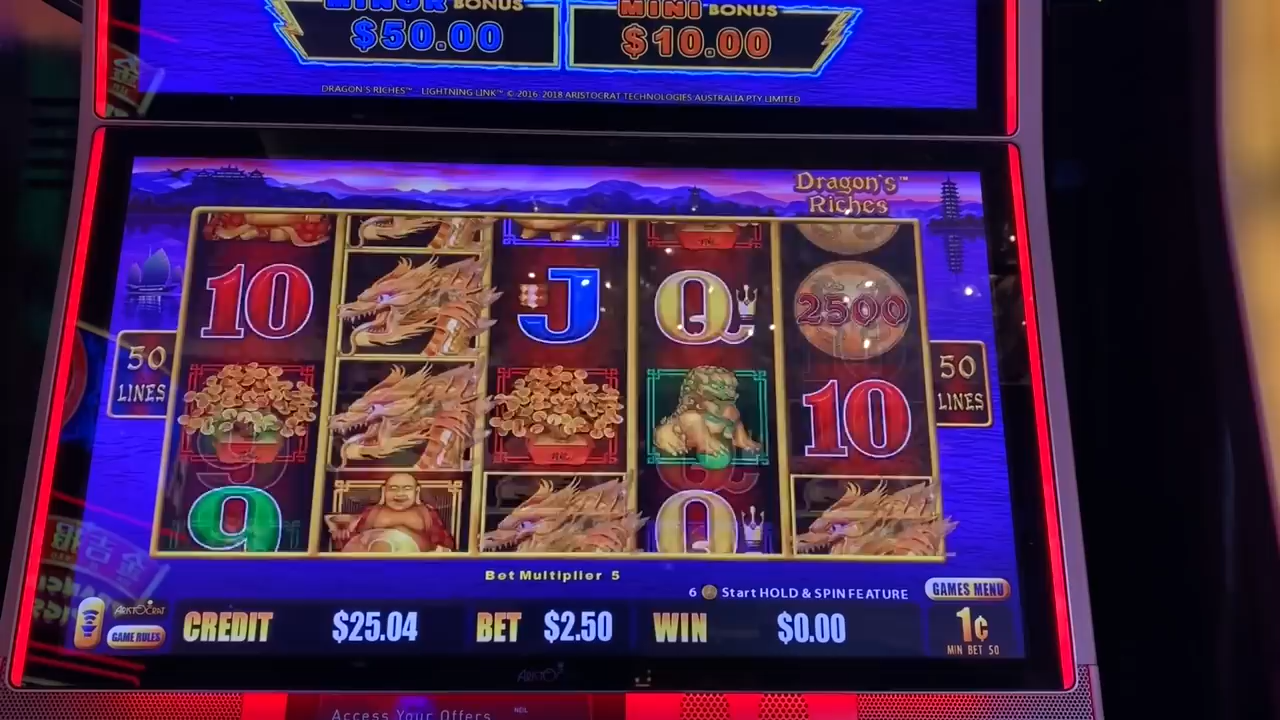 MINOR BONUS
$50.00
MINI BONUS
$10.00
DRAGON'S RICHES™ LIGHTNING LINK™ © 2016, 2018 ARISTOCRAT TECHNOLOGIES AUSTRALIA PTY LIMITED
Dragon's™
Riches
10
J
Q
2500
50
LINES
50
LINES
10
9
Q
Bet Multiplier 5
6 Start HOLD & SPIN FEATURE
GAMES MENU
ARISTOCRAT
GAME RULES
CREDIT $25.04
BET $2.50
WIN $0.00
1¢
MIN BET 50
Access Your Offers